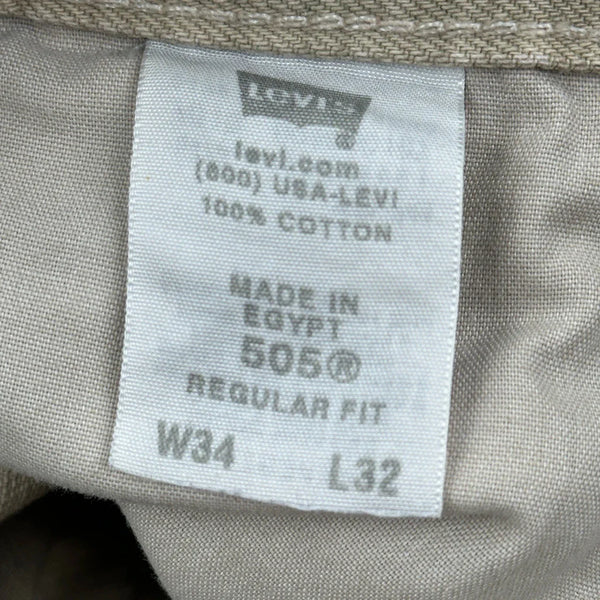 LEVI'S
®
levi.com
(800) USA-LEVI
100% COTTON
MADE IN
EGYPT
505®
REGULAR FIT
W34 L32